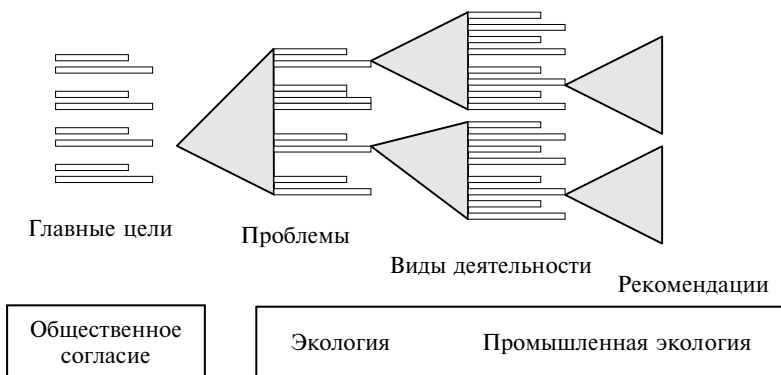 Главные цели
Проблемы
Виды деятельности
Рекомендации
Общественное
согласие
Экология
Промышленная экология